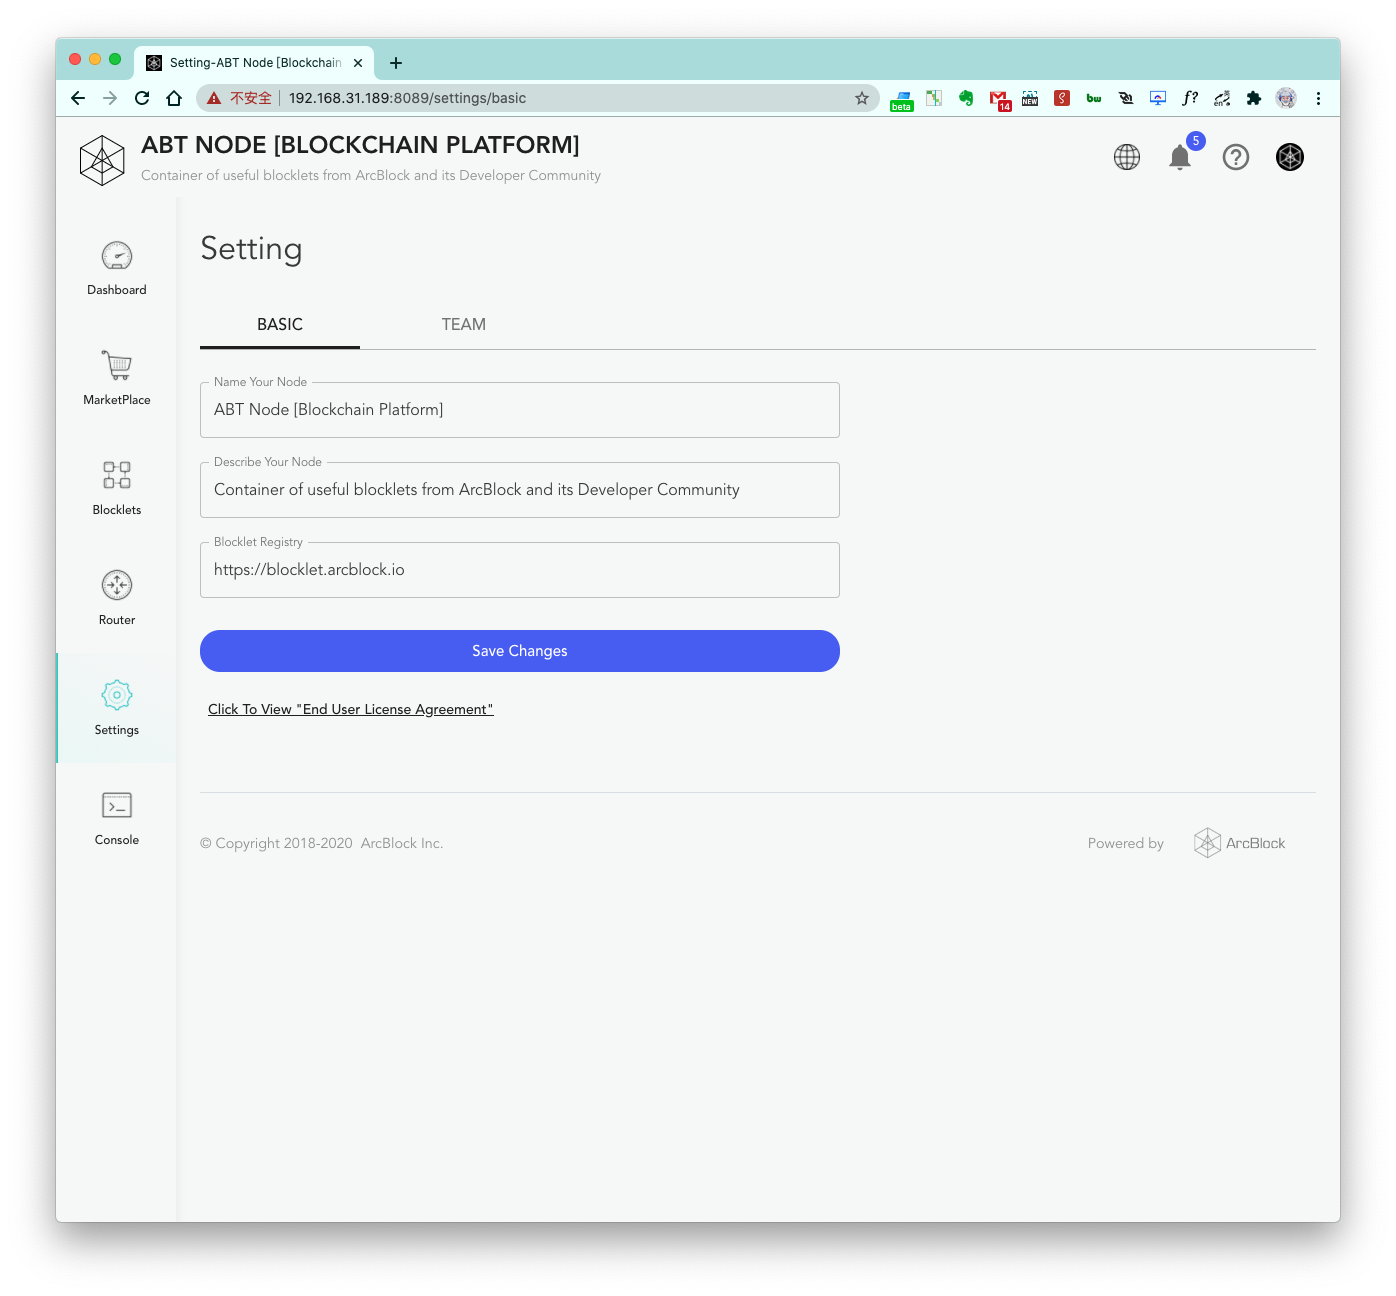 Setting-ABT Node [Blockchain
不安全 192.168.31.189:8089/settings/basic
beta
14
NEW
bw
f?
en
ABT NODE [BLOCKCHAIN PLATFORM]
Container of useful blocklets from ArcBlock and its Developer Community
5
Dashboard
MarketPlace
Blocklets
Router
Settings
Console
Setting
BASIC
TEAM
Name Your Node
ABT Node [Blockchain Platform]
Describe Your Node
Container of useful blocklets from ArcBlock and its Developer Community
Blocklet Registry
https://blocklet.arcblock.io
Save Changes
Click To View "End User License Agreement"
© Copyright 2018-2020 ArcBlock Inc.
Powered by
ArcBlock